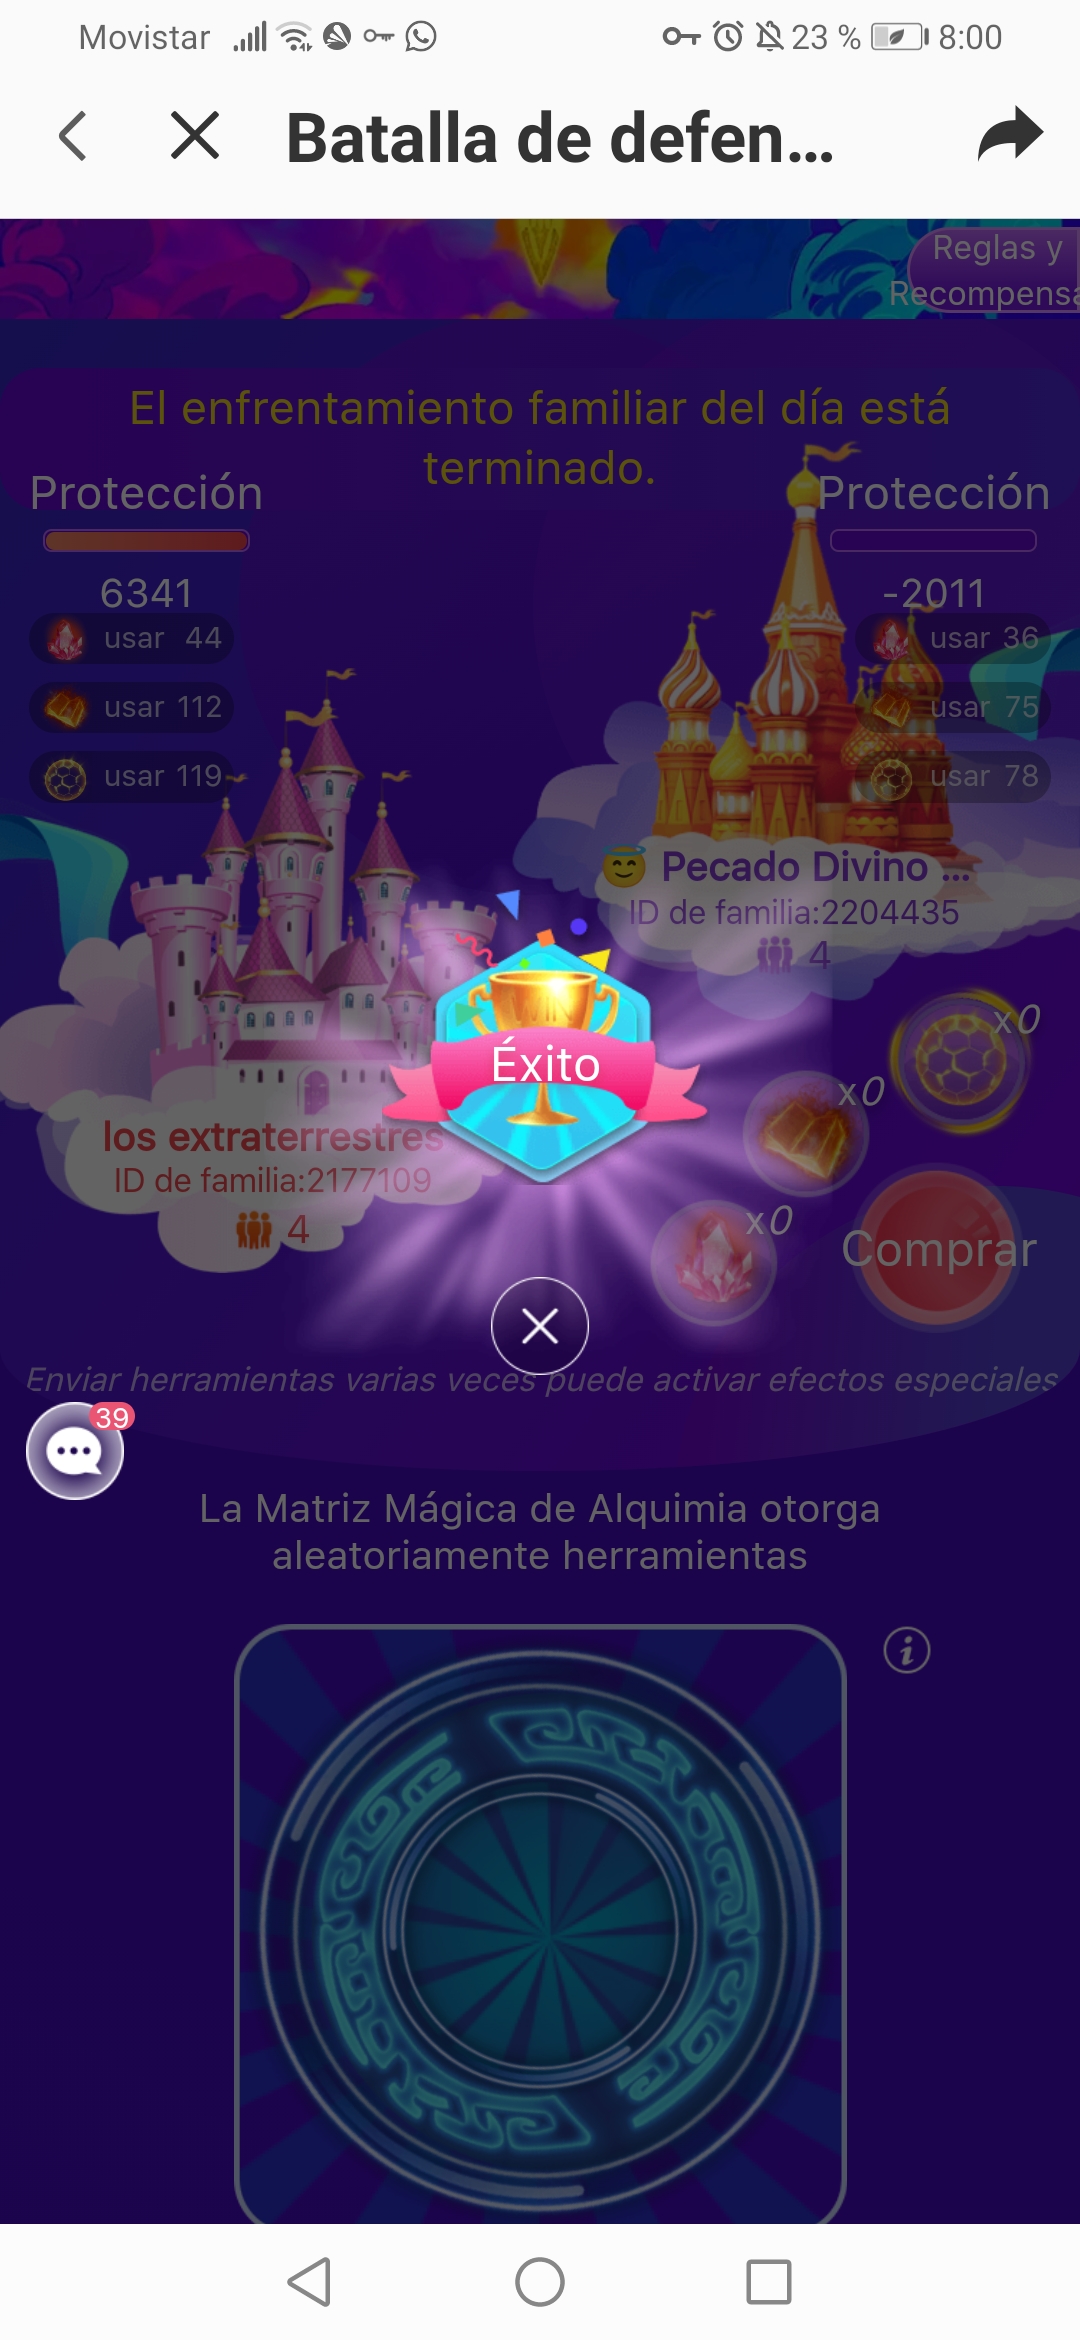 Movistar 23 % 8:00
Batalla de defen...
Reglas y
Recompensa
El enfrentamiento familiar del día está
terminado.
Protección
Protección
6341
-2011
usar 44
usar 36
usar 112
usar 75
usar 119
usar 78
😇 Pecado Divino ...
ID de familia:2204435
4
x0
WIN
Éxito
x0
los extraterrestres
ID de familia:2177109
4
x0
Comprar
Enviar herramientas varias veces puede activar efectos especiales
39
La Matriz Mágica de Alquimia otorga
aleatoriamente herramientas
i